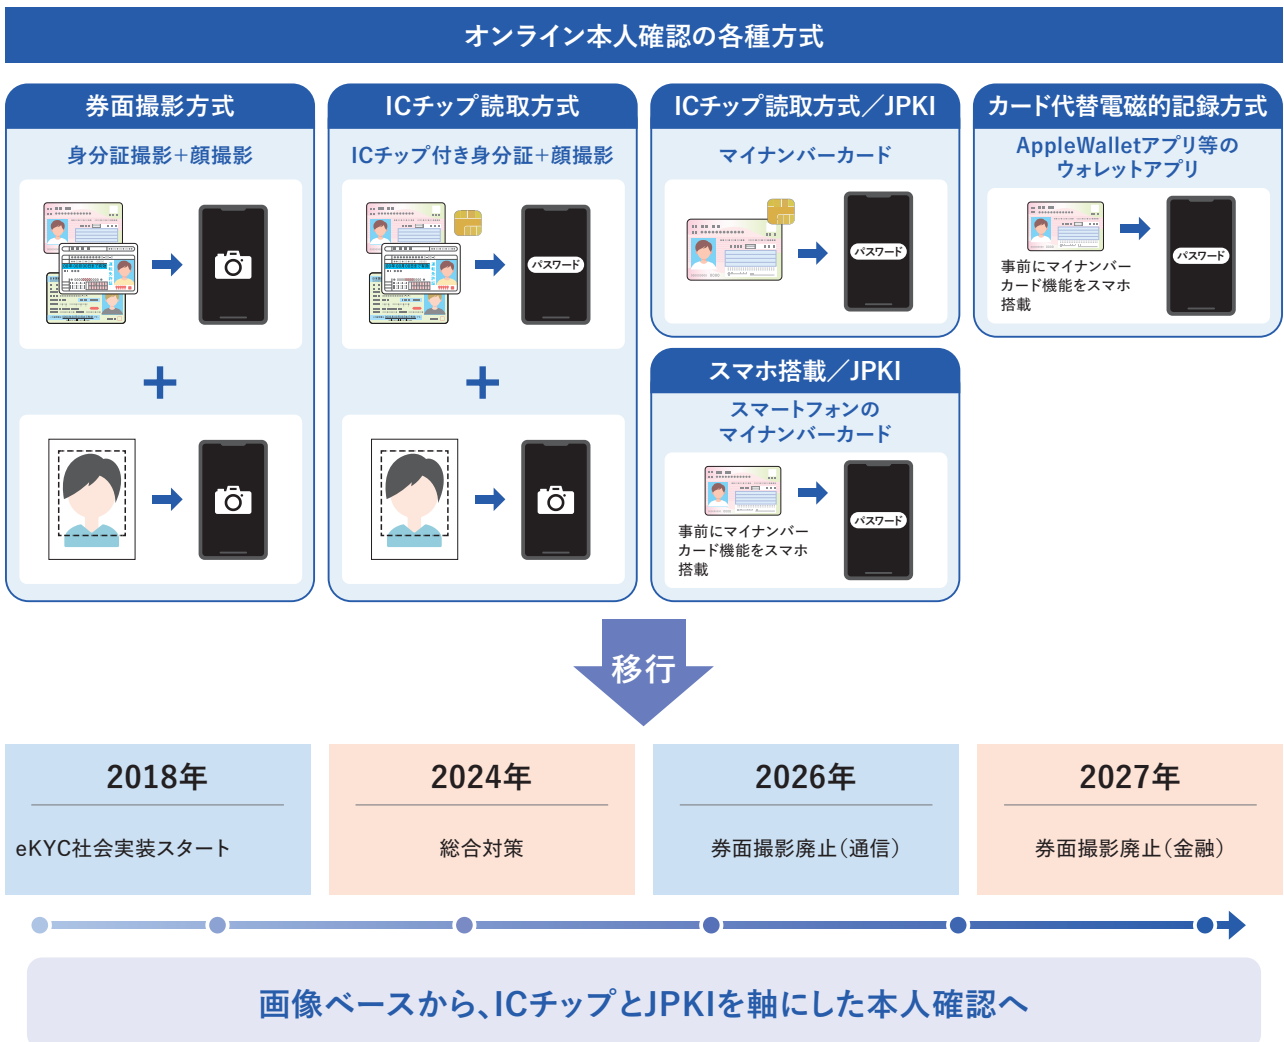 オンライン本人確認の各種方式
券面撮影方式
身分証撮影+顔撮影
ICチップ読取方式
ICチップ付き身分証+顔撮影
パスワード
ICチップ読取方式/JPKI
マイナンバーカード
パスワード
スマホ搭載/JPKI
スマートフォンの
マイナンバーカード
事前にマイナンバー
カード機能をスマホ
搭載
パスワード
カード代替電磁的記録方式
AppleWalletアプリ等の
ウォレットアプリ
事前にマイナンバー
カード機能をスマホ
搭載
パスワード
移行
2018年
eKYC社会実装スタート
2024年
総合対策
2026年
券面撮影廃止(通信)
2027年
券面撮影廃止(金融)
画像ベースから、ICチップとJPKIを軸にした本人確認へ